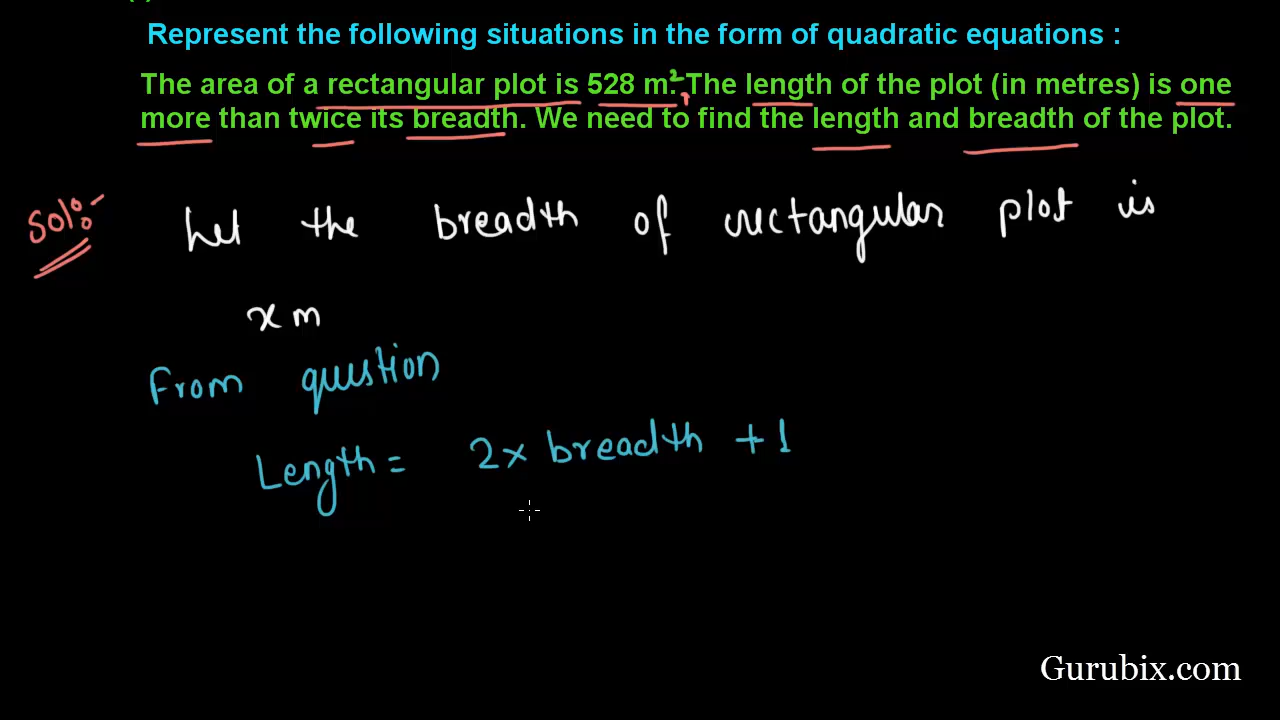 Represent the following situations in the form of quadratic equations :
The area of a rectangular plot is 528 m². The length of the plot (in metres) is one
more than twice its breadth. We need to find the length and breadth of the plot.
Sol:-
Let the breadth of rectangular plot is
x m
From question
Length = 2x breadth + 1
Gurubix.com